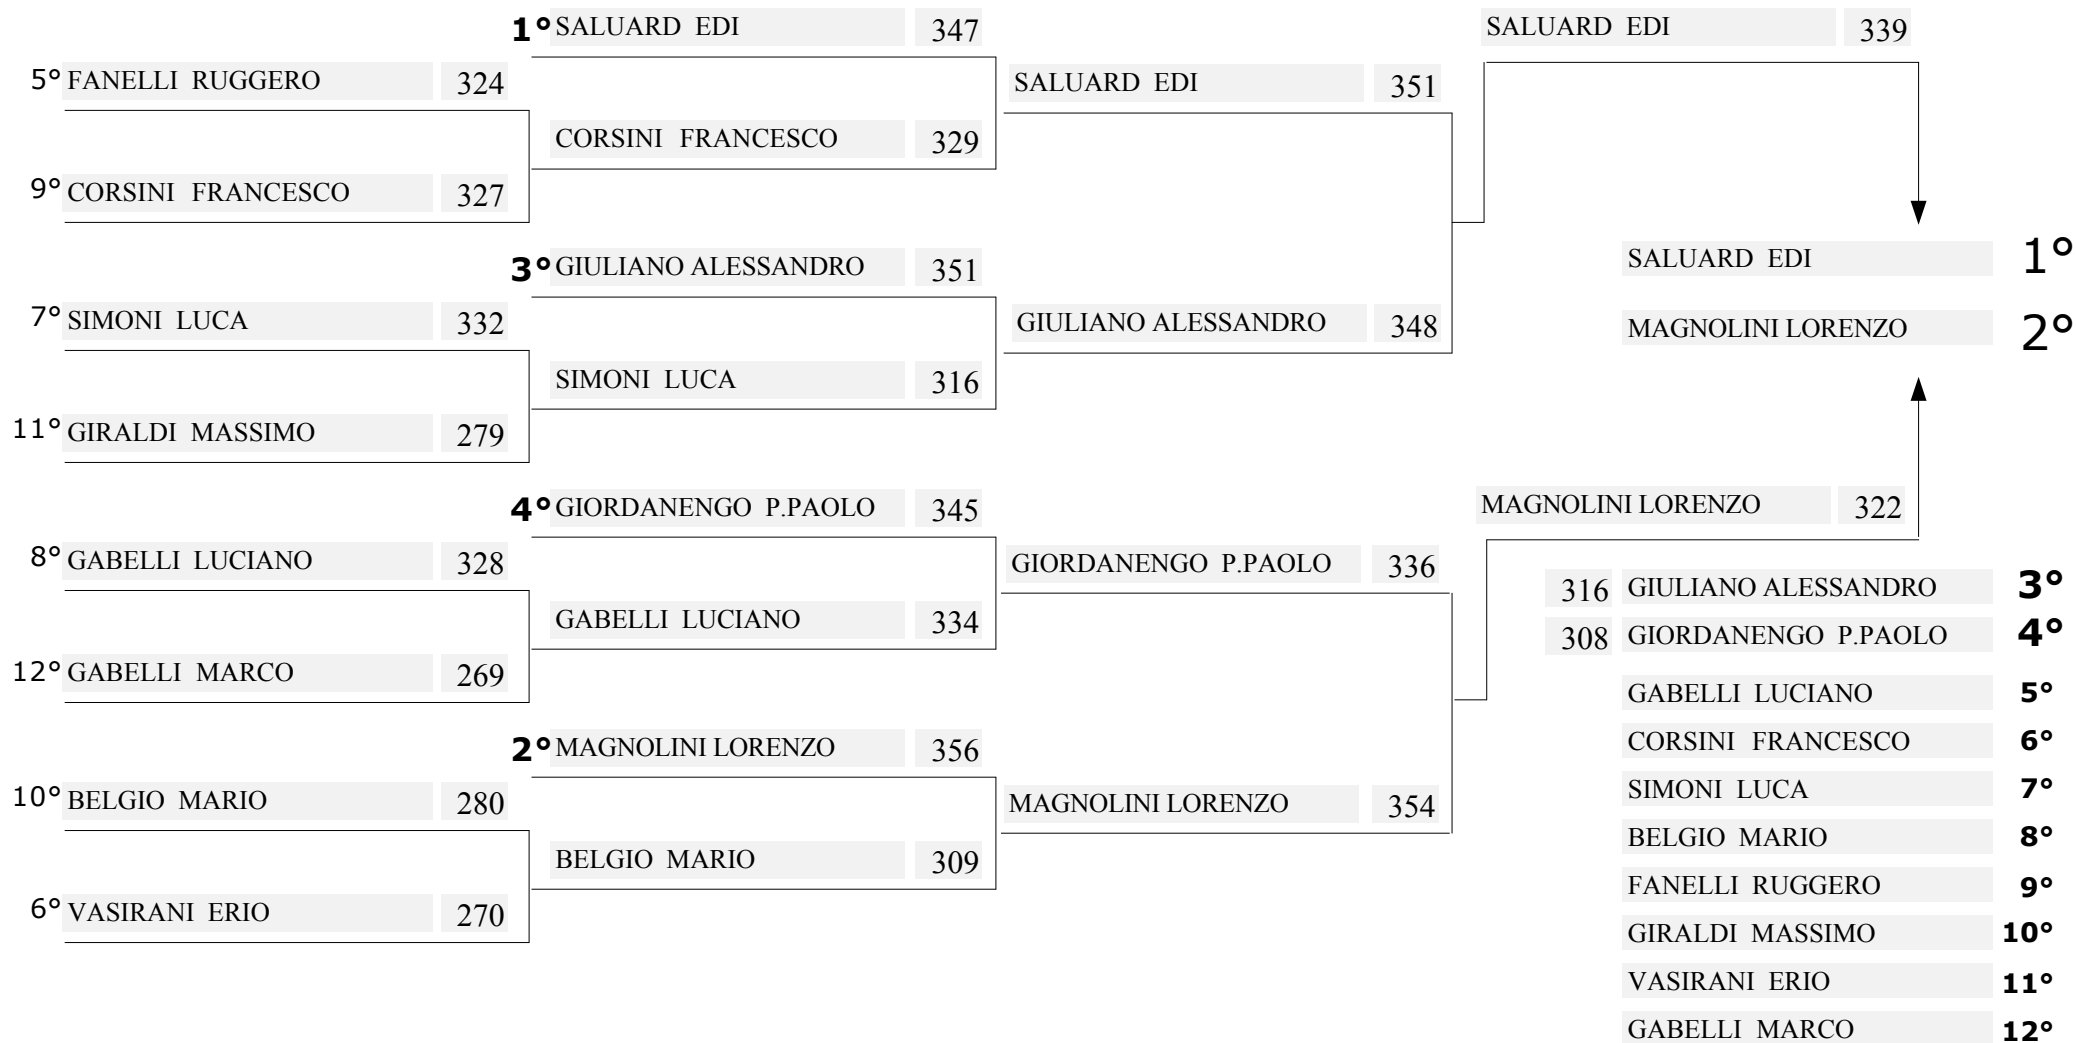 1° SALUARD EDI 347
SALUARD EDI 339
5° FANELLI RUGGERO 324
SALUARD EDI 351
CORSINI FRANCESCO 329
9° CORSINI FRANCESCO 327
SALUARD EDI 1°
3° GIULIANO ALESSANDRO 351
7° SIMONI LUCA 332
GIULIANO ALESSANDRO 348
MAGNOLINI LORENZO 2°
SIMONI LUCA 316
11° GIRALDI MASSIMO 279
4° GIORDANENGO P.PAOLO 345
MAGNOLINI LORENZO 322
8° GABELLI LUCIANO 328
GIORDANENGO P.PAOLO 336
316 GIULIANO ALESSANDRO 3°
GABELLI LUCIANO 334
308 GIORDANENGO P.PAOLO 4°
12° GABELLI MARCO 269
GABELLI LUCIANO 5°
2° MAGNOLINI LORENZO 356
CORSINI FRANCESCO 6°
10° BELGIO MARIO 280
MAGNOLINI LORENZO 354
SIMONI LUCA 7°
BELGIO MARIO 309
BELGIO MARIO 8°
6° VASIRANI ERIO 270
FANELLI RUGGERO 9°
GIRALDI MASSIMO 10°
VASIRANI ERIO 11°
GABELLI MARCO 12°